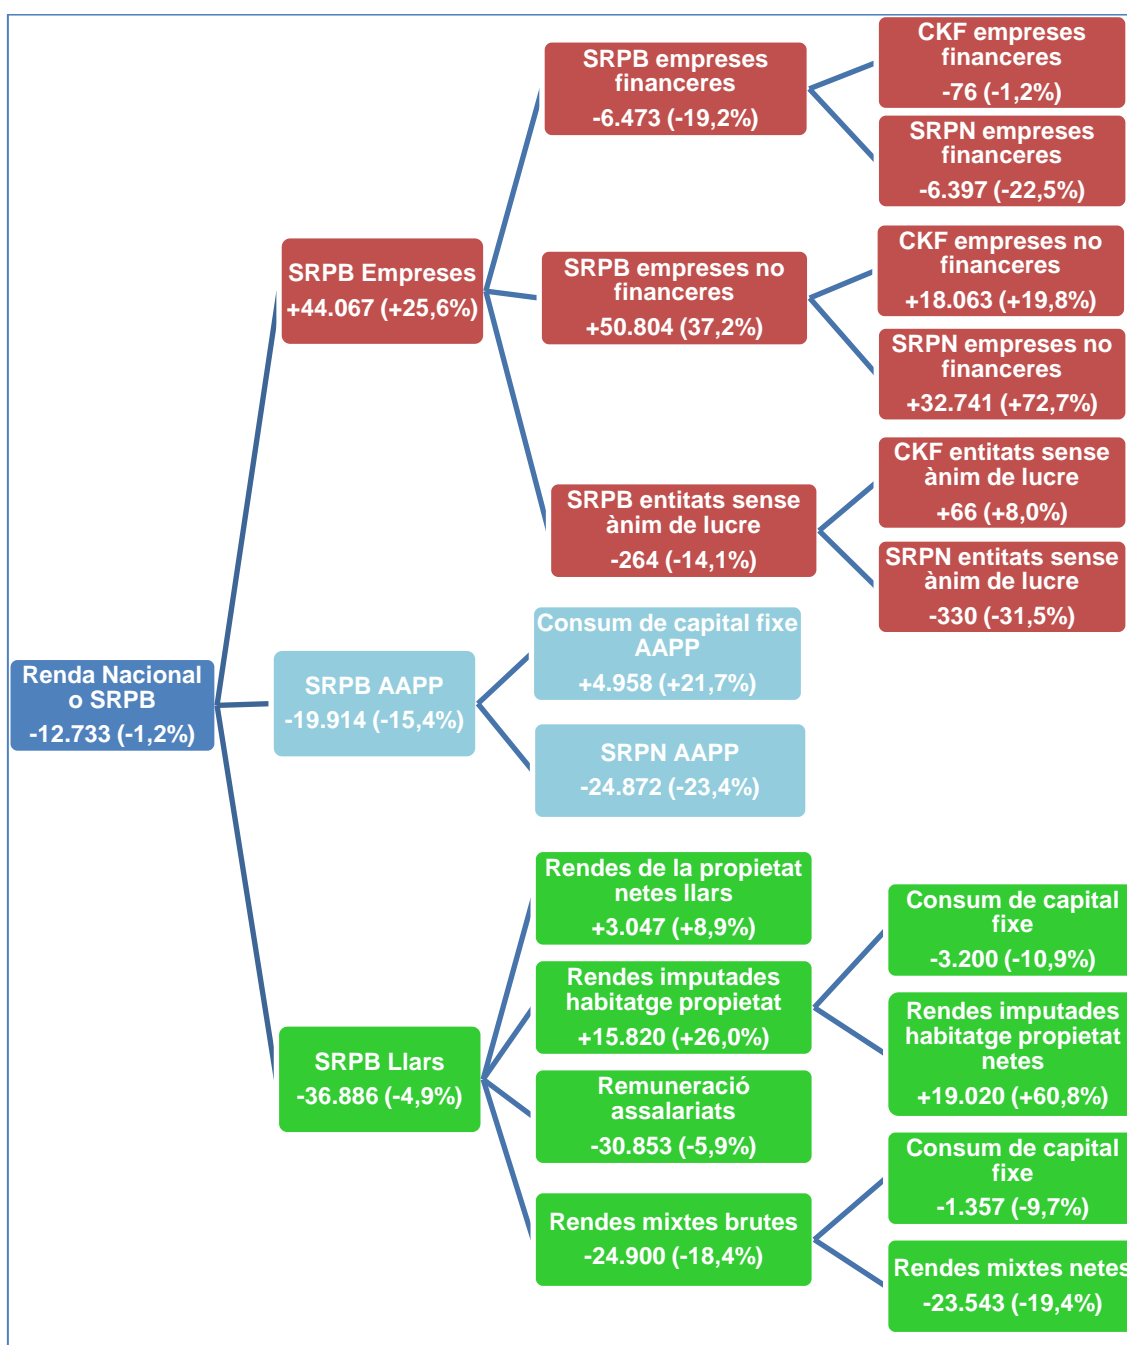 Renda Nacional
o SRPB
-12.733 (-1,2%)
SRPB Empreses
+44.067 (+25,6%)
SRPB empreses
financeres
-6.473 (-19,2%)
CKF empreses
financeres
-76 (-1,2%)
SRPN empreses
financeres
-6.397 (-22,5%)
SRPB empreses no
financeres
+50.804 (37,2%)
CKF empreses no
financeres
+18.063 (+19,8%)
SRPN empreses no
financeres
+32.741 (+72,7%)
SRPB entitats sense
ànim de lucre
-264 (-14,1%)
CKF entitats sense
ànim de lucre
+66 (+8,0%)
SRPN entitats sense
ànim de lucre
-330 (-31,5%)
SRPB AAPP
-19.914 (-15,4%)
Consum de capital fixe
AAPP
+4.958 (+21,7%)
SRPN AAPP
-24.872 (-23,4%)
SRPB Llars
-36.886 (-4,9%)
Rendes de la propietat
netes llars
+3.047 (+8,9%)
Rendes imputades
habitatge propietat
+15.820 (+26,0%)
Consum de capital
fixe
-3.200 (-10,9%)
Rendes imputades
habitatge propietat
netes
+19.020 (+60,8%)
Remuneració
assalariats
-30.853 (-5,9%)
Rendes mixtes brutes
-24.900 (-18,4%)
Consum de capital
fixe
-1.357 (-9,7%)
Rendes mixtes netes
-23.543 (-19,4%)